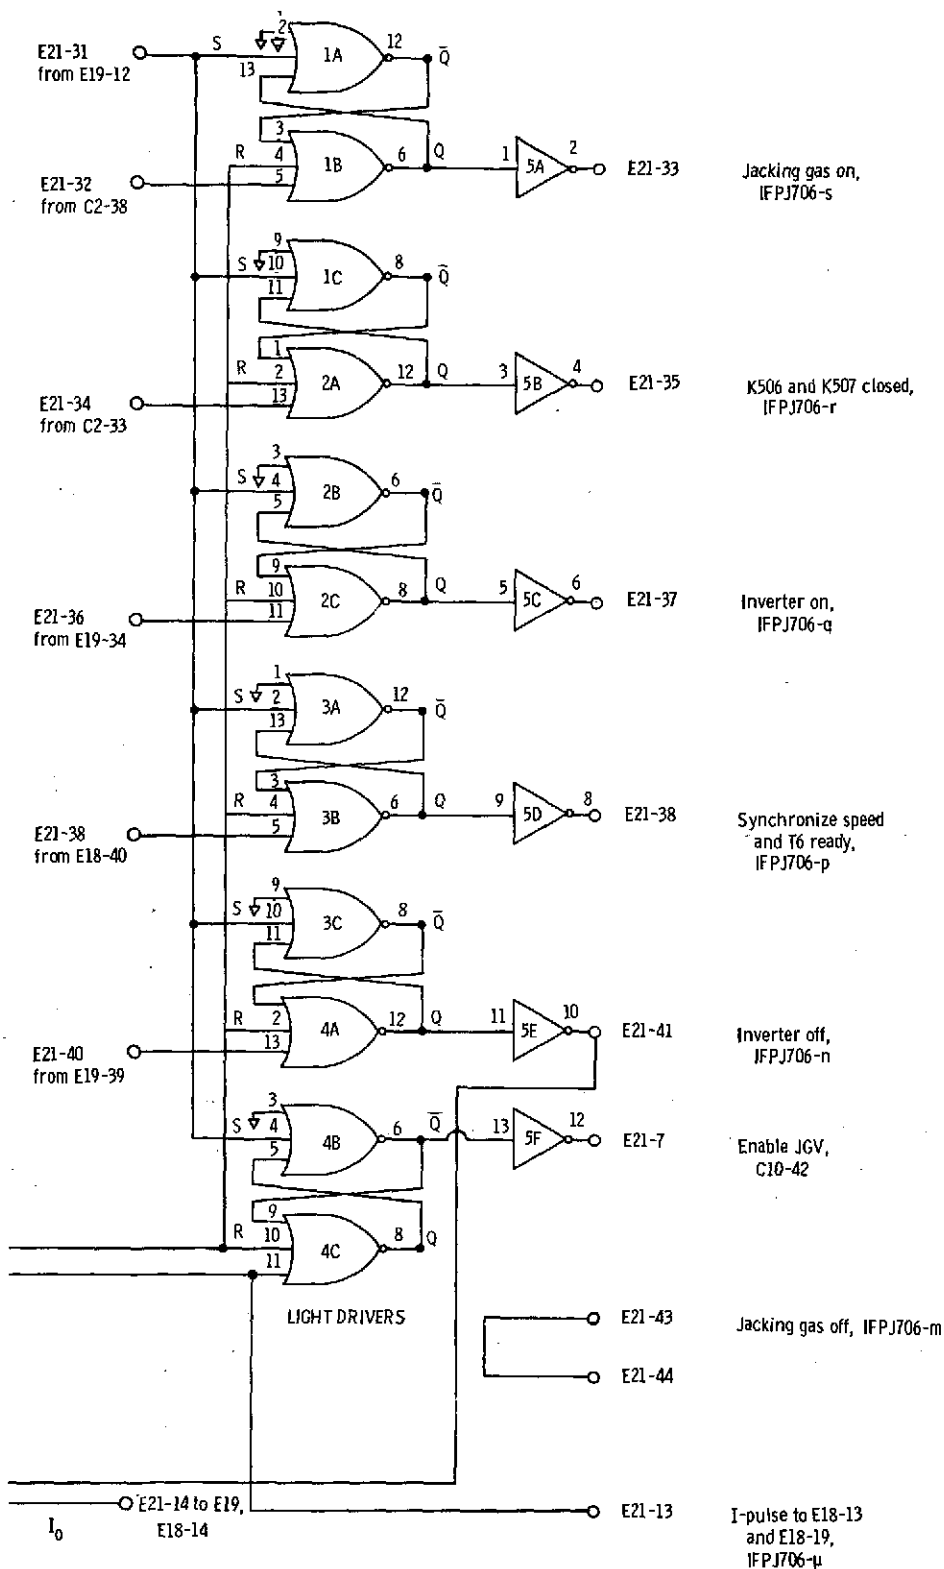 1
2
12
E21-31
from E19-12
S
13
1A
Q̅
3
R
4
5
1B
6
Q
1
5A
2
E21-33
Jacking gas on,
IFPJ706-s
E21-32
from C2-38
9
S
10
11
1C
8
Q̅
1
R
2
13
2A
12
Q
3
5B
4
E21-35
K506 and K507 closed,
IFPJ706-r
E21-34
from C2-33
3
S
4
5
2B
6
Q̅
9
R
10
11
2C
8
Q
5
5C
6
E21-37
Inverter on,
IFPJ706-q
E21-36
from E19-34
1
S
2
13
3A
12
Q̅
3
R
4
5
3B
6
Q
9
5D
8
E21-38
Synchronize speed
and T6 ready,
IFPJ706-p
E21-38
from E18-40
9
S
10
11
3C
8
Q̅
R
2
13
4A
12
Q
11
5E
10
E21-41
Inverter off,
IFPJ706-n
E21-40
from E19-39
3
S
4
5
4B
6
Q̅
13
5F
12
E21-7
Enable JGV,
C10-42
9
R
10
11
4C
8
Q
LIGHT DRIVERS
E21-43
Jacking gas off, IFPJ706-m
E21-44
I₀
E21-14 to E19,
E18-14
E21-13
I-pulse to E18-13
and E18-19,
IFPJ706-μ